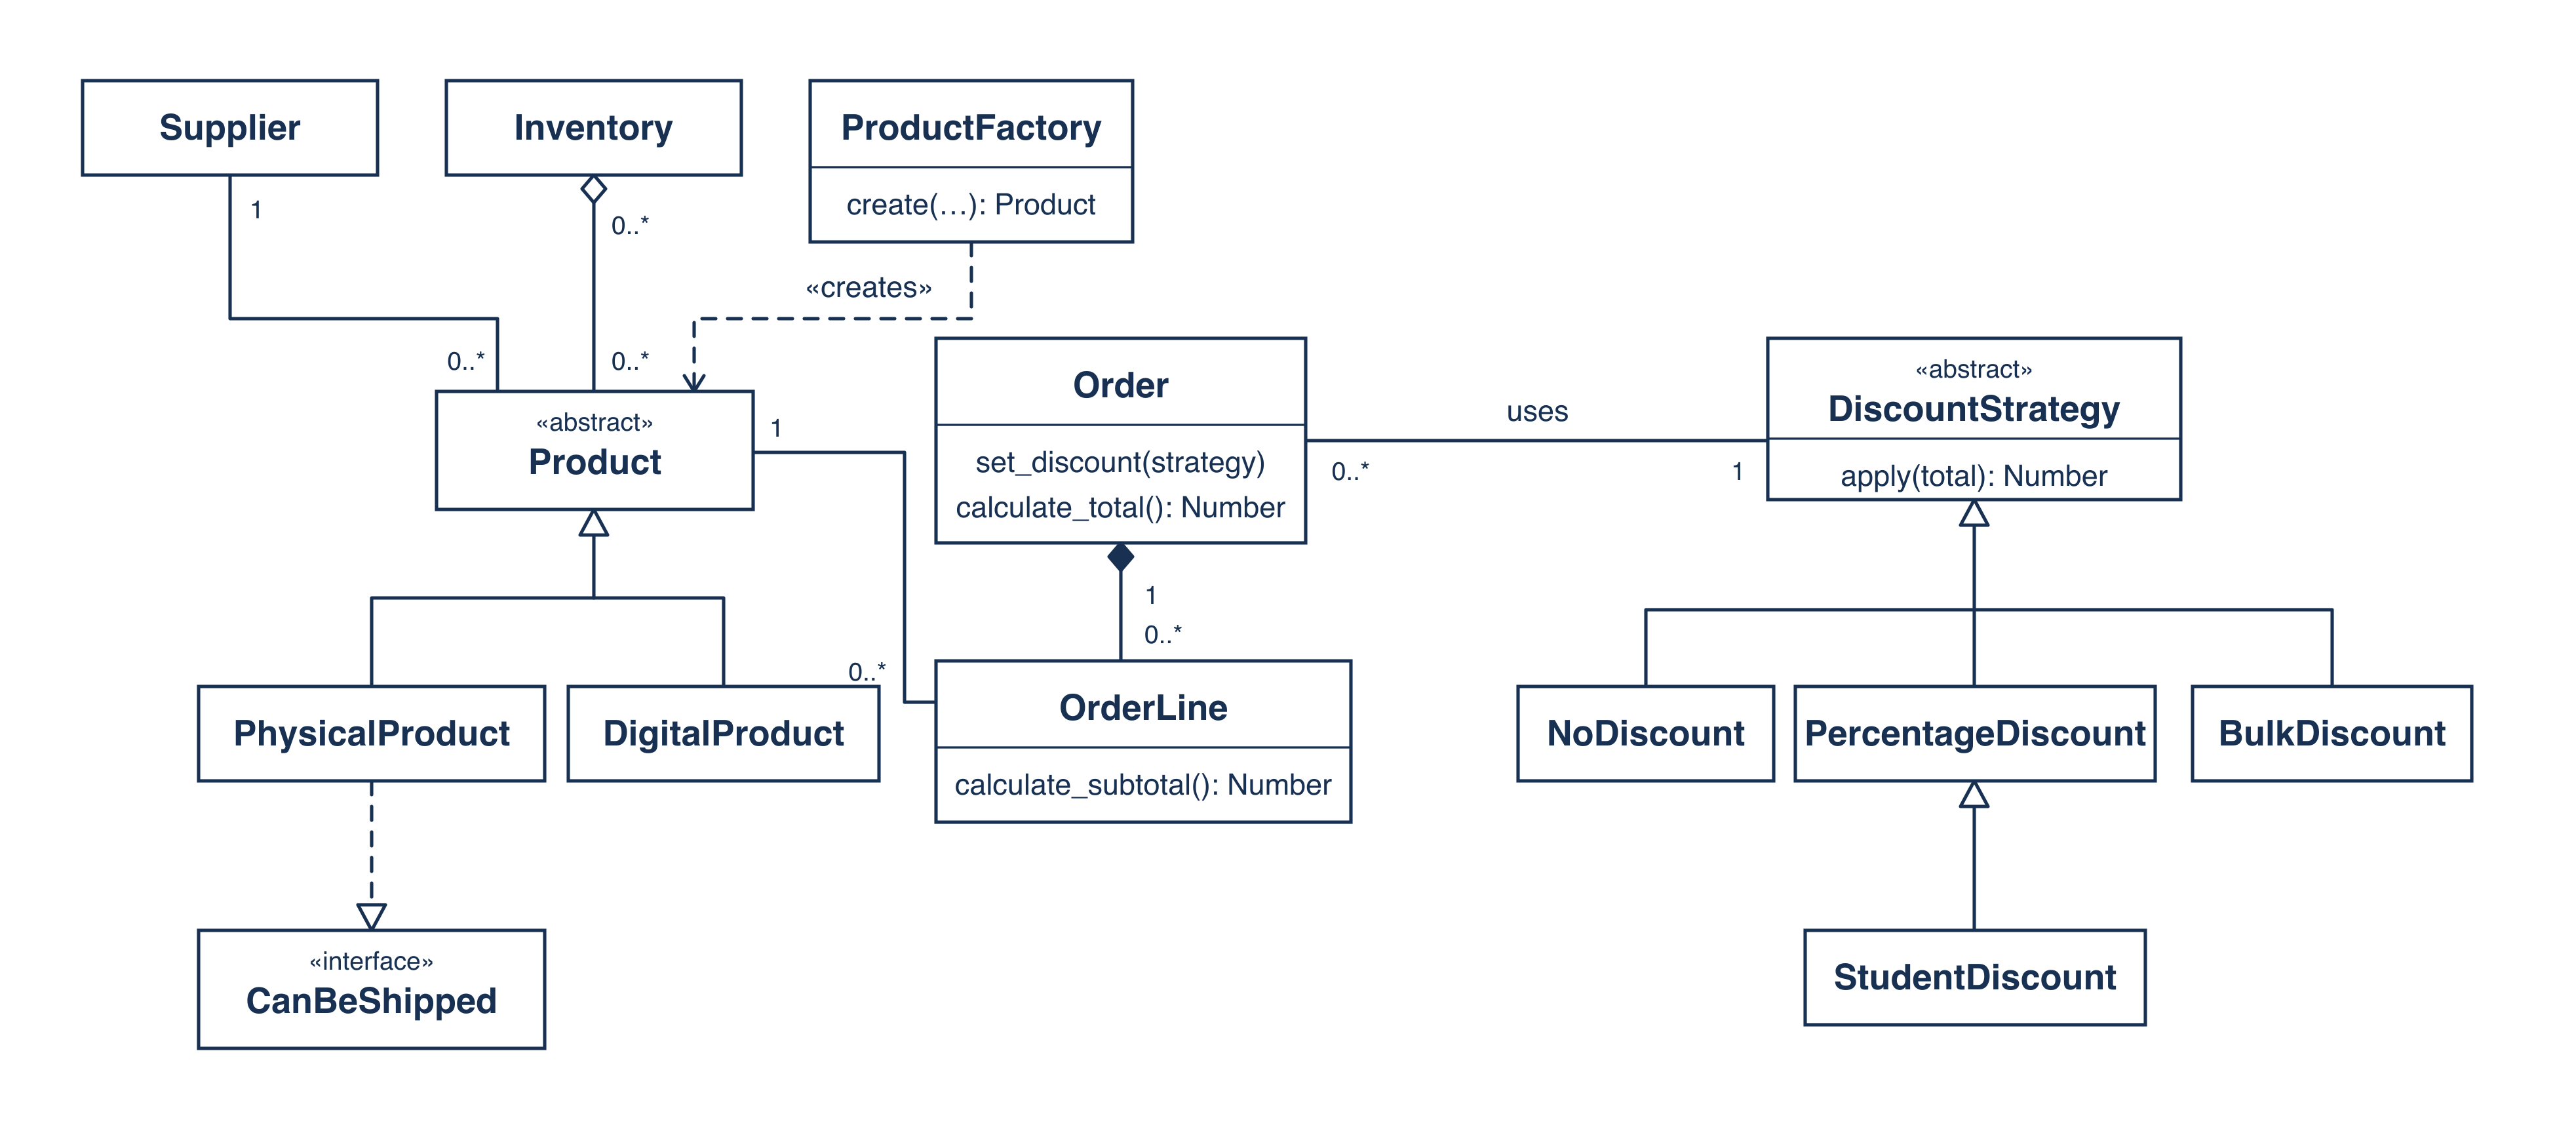 Supplier
Inventory
ProductFactory
create(...): Product
1
0..*
«creates»
0..*
0..*
«abstract»
Product
1
Order
set_discount(strategy)
calculate_total(): Number
uses
0..*
1
«abstract»
DiscountStrategy
apply(total): Number
1
0..*
0..*
PhysicalProduct
DigitalProduct
OrderLine
calculate_subtotal(): Number
NoDiscount
PercentageDiscount
BulkDiscount
«interface»
CanBeShipped
StudentDiscount